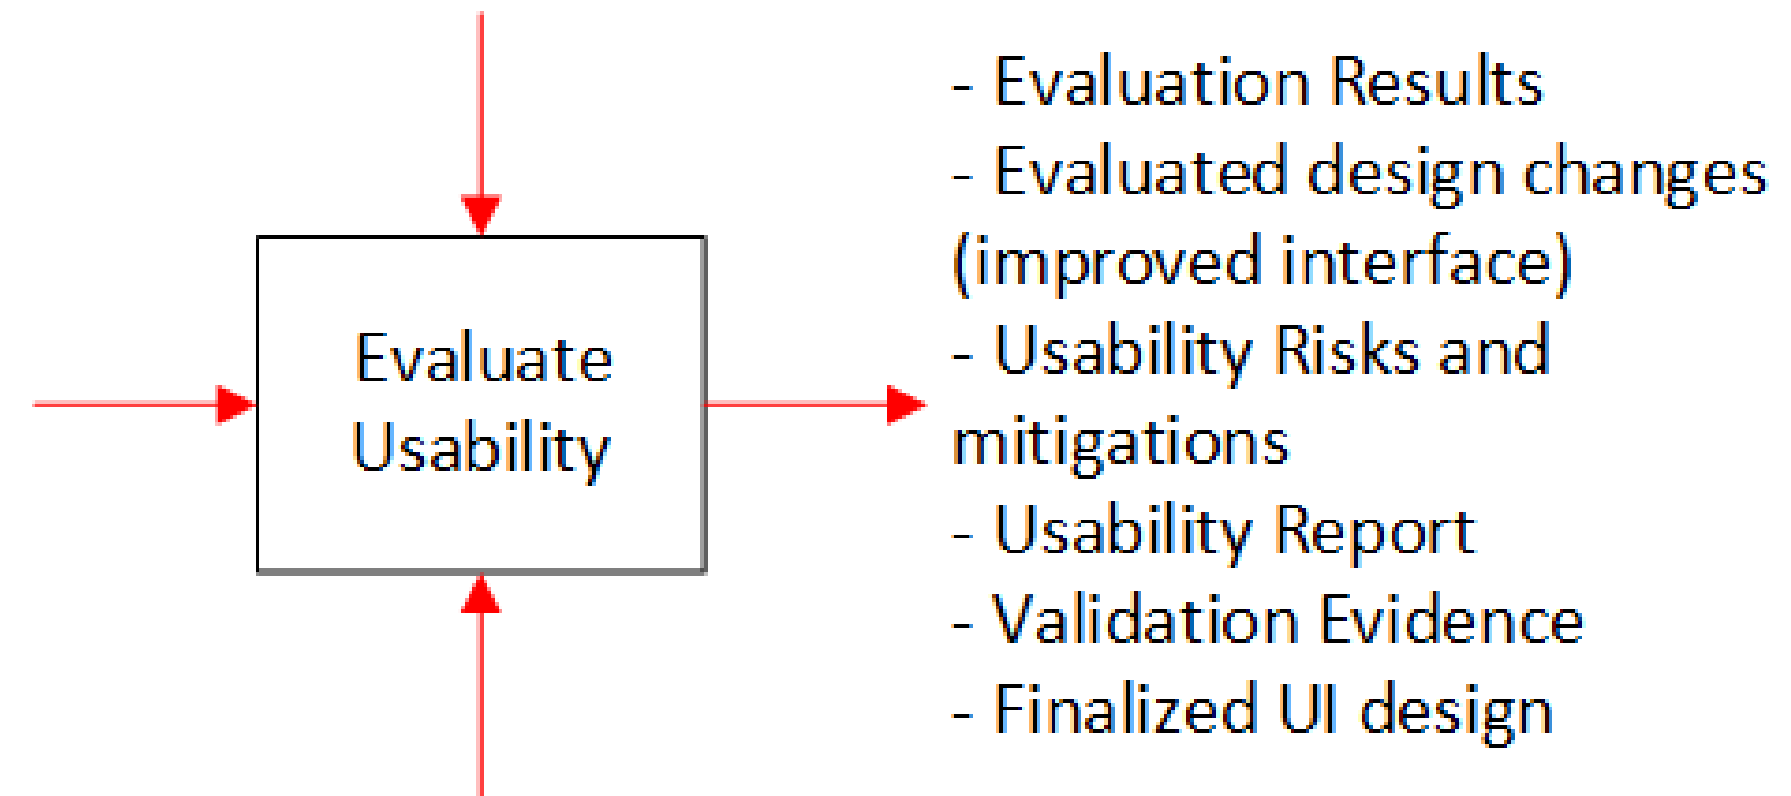 Evaluate
Usability
- Evaluation Results
- Evaluated design changes
(improved interface)
- Usability Risks and
mitigations
- Usability Report
- Validation Evidence
- Finalized UI design